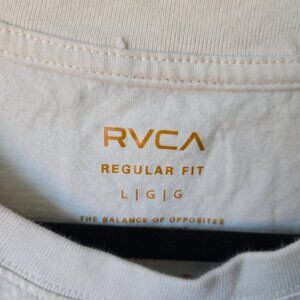 RVCA
REGULAR FIT
L | G | G
THE BALANCE OF OPPOSITES